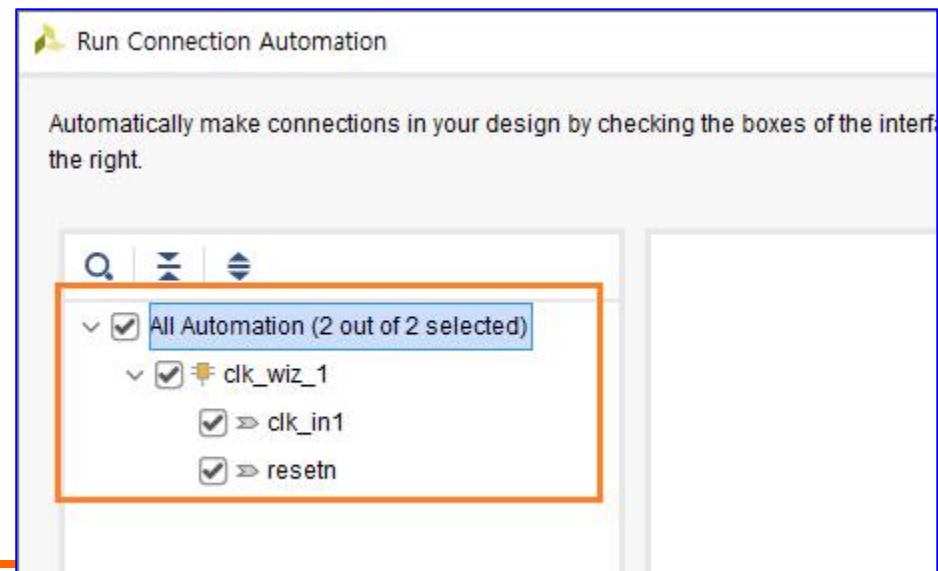 Run Connection Automation
Automatically make connections in your design by checking the boxes of the
the right.
All Automation (2 out of 2 selected)
clk_wiz_1
clk_in1
resetn